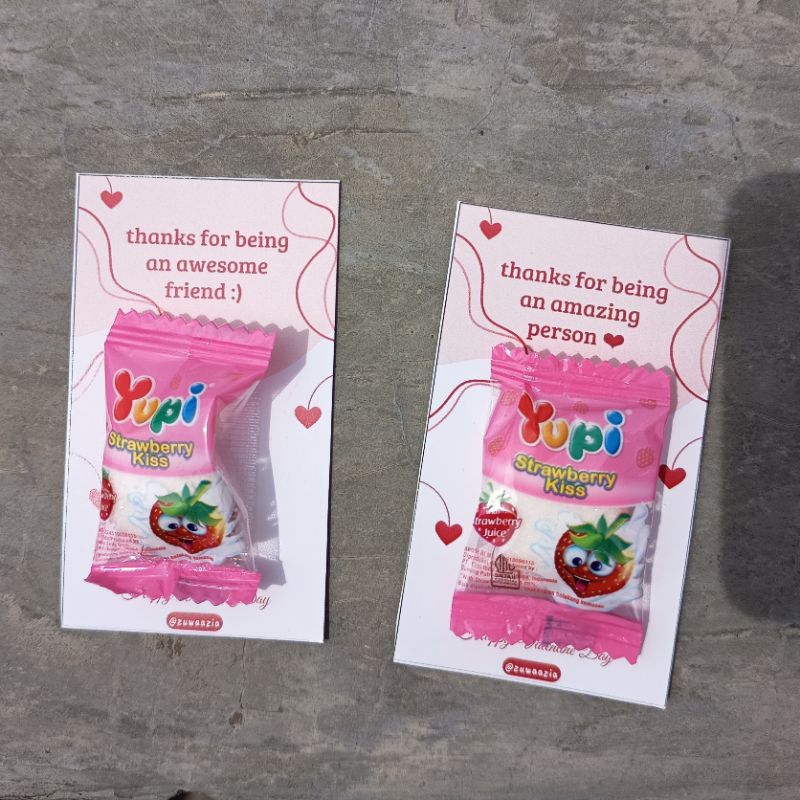 thanks for being
an awesome
friend :)
Yupi
Strawberry
Kiss
@zuwaazia
thanks for being
an amazing
person ❤
Yupi
Strawberry
Kiss
Strawberry
Juice
Day
@zuwaazia